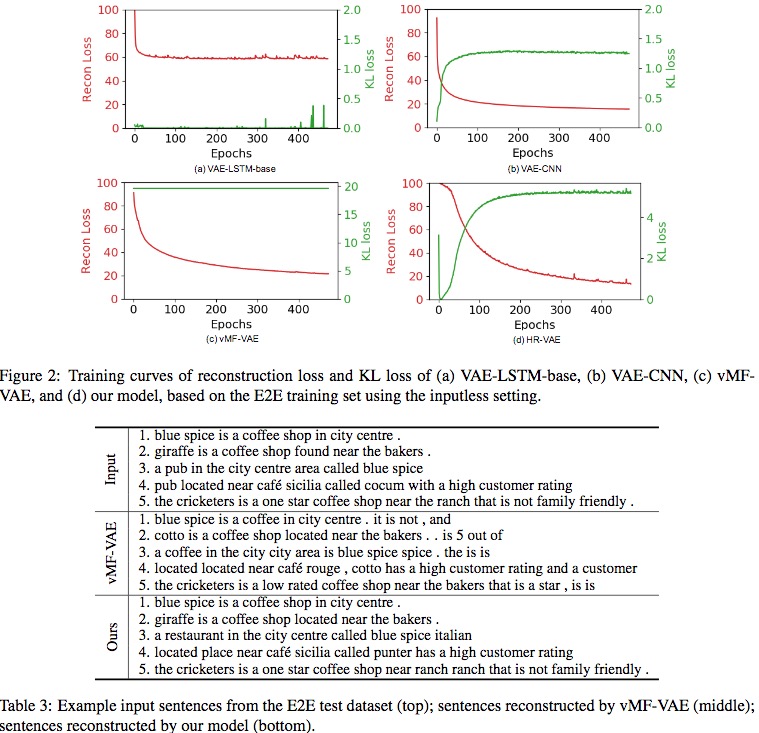 100
80
60
40
20
0
Recon Loss
2.0
1.5
1.0
0.5
0.0
KL loss
0 100 200 300 400
Epochs
(a) VAE-LSTM-base
100
80
60
40
20
0
Recon Loss
2.0
1.5
1.0
0.5
0.0
KL loss
0 100 200 300 400
Epochs
(b) VAE-CNN
100
80
60
40
20
0
Recon Loss
20
15
10
5
0
KL loss
0 100 200 300 400
Epochs
(c) vMF-VAE
100
80
60
40
20
0
Recon Loss
4
2
0
KL loss
0 100 200 300 400
Epochs
(d) HR-VAE
Figure 2: Training curves of reconstruction loss and KL loss of (a) VAE-LSTM-base, (b) VAE-CNN, (c) vMF-
VAE, and (d) our model, based on the E2E training set using the inputless setting.
Input
1. blue spice is a coffee shop in city centre .
2. giraffe is a coffee shop found near the bakers .
3. a pub in the city centre area called blue spice
4. pub located near café sicilia called cocum with a high customer rating
5. the cricketers is a one star coffee shop near the ranch that is not family friendly .
vMF-VAE
1. blue spice is a coffee in city centre . it is not , and
2. cotto is a coffee shop located near the bakers . . is 5 out of
3. a coffee in the city city area is blue spice spice . the is is
4. located located near café rouge , cotto has a high customer rating and a customer
5. the cricketers is a low rated coffee shop near the bakers that is a star , is is
Ours
1. blue spice is a coffee shop in city centre .
2. giraffe is a coffee shop located near the bakers .
3. a restaurant in the city centre called blue spice italian
4. located place near café sicilia called punter has a high customer rating
5. the cricketers is a one star coffee shop near ranch ranch that is not family friendly .
Table 3: Example input sentences from the E2E test dataset (top); sentences reconstructed by vMF-VAE (middle);
sentences reconstructed by our model (bottom).